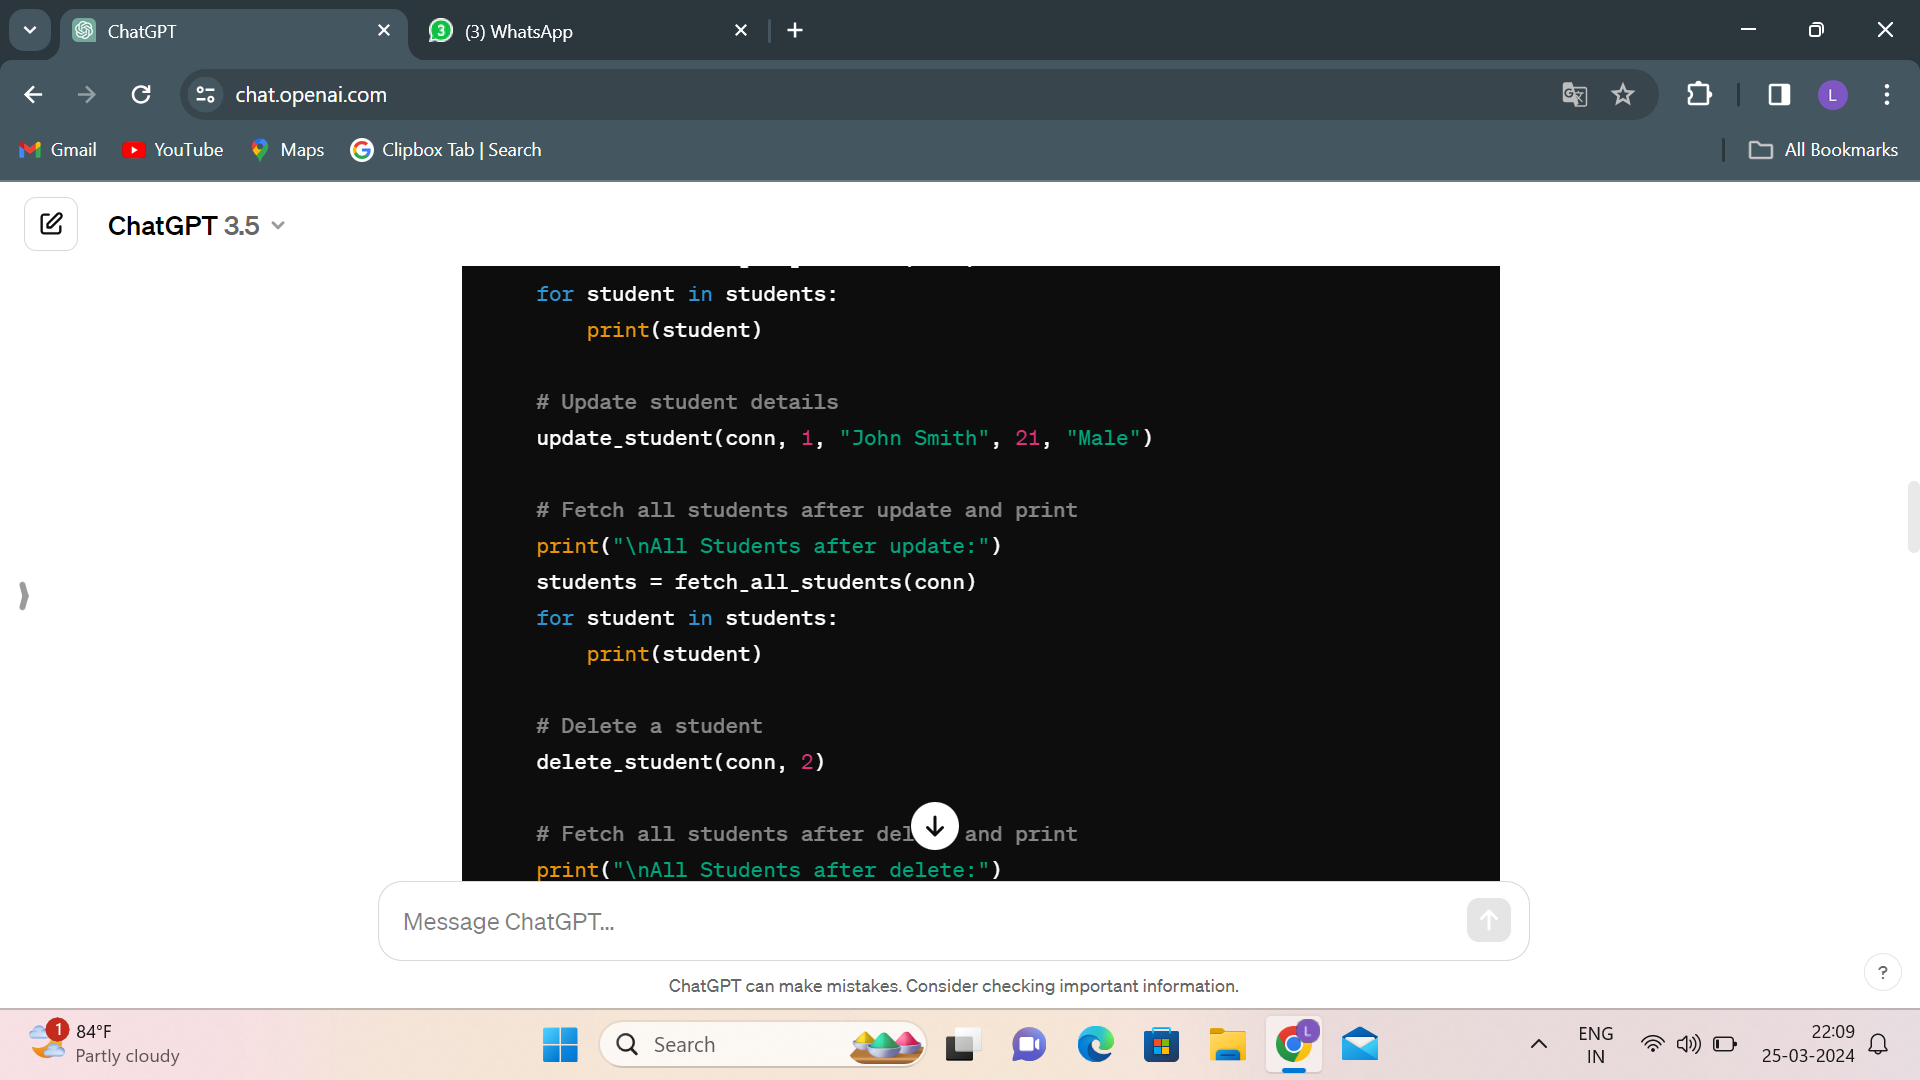 ChatGPT
3
(3) WhatsApp
chat.openai.com
L
Gmail
YouTube
Maps
Clipbox Tab | Search
All Bookmarks
ChatGPT 3.5
for student in students:
print(student)
# Update student details
update_student(conn, 1, "John Smith", 21, "Male")
# Fetch all students after update and print
print("\nAll Students after update:")
students = fetch_all_students(conn)
for student in students:
print(student)
# Delete a student
delete_student(conn, 2)
# Fetch all students after del and print
print("\nAll Students after delete:")
Message ChatGPT...
ChatGPT can make mistakes. Consider checking important information.
?
1
84°F
Partly cloudy
Search
L
ENG
IN
22:09
25-03-2024